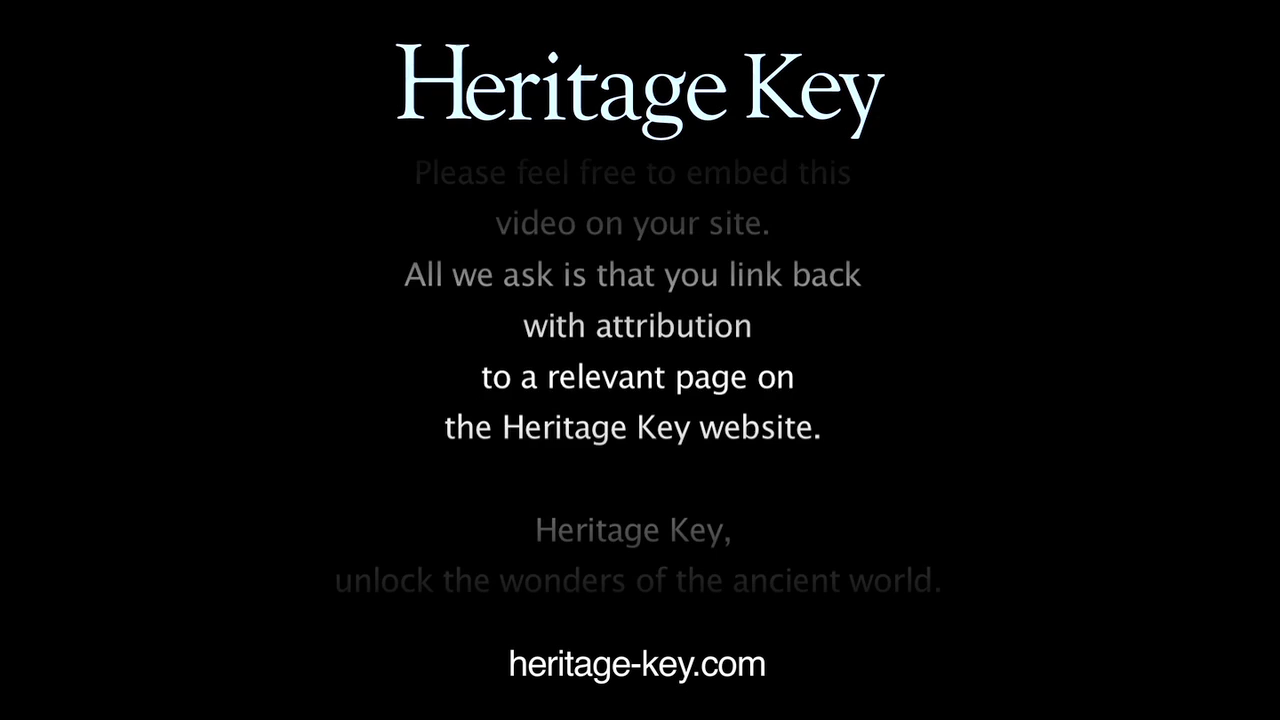 Heritage Key
Please feel free to embed this
video on your site.
All we ask is that you link back
with attribution
to a relevant page on
the Heritage Key website.
Heritage Key,
unlock the wonders of the ancient world.
heritage-key.com